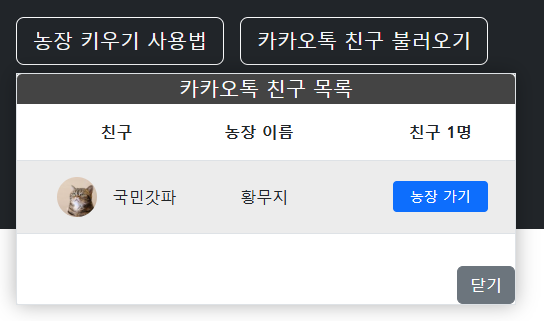 농장 키우기 사용법 카카오톡 친구 불러오기
카카오톡 친구 목록
친구 농장 이름 친구 1명
국민갓파 황무지 농장 가기
닫기